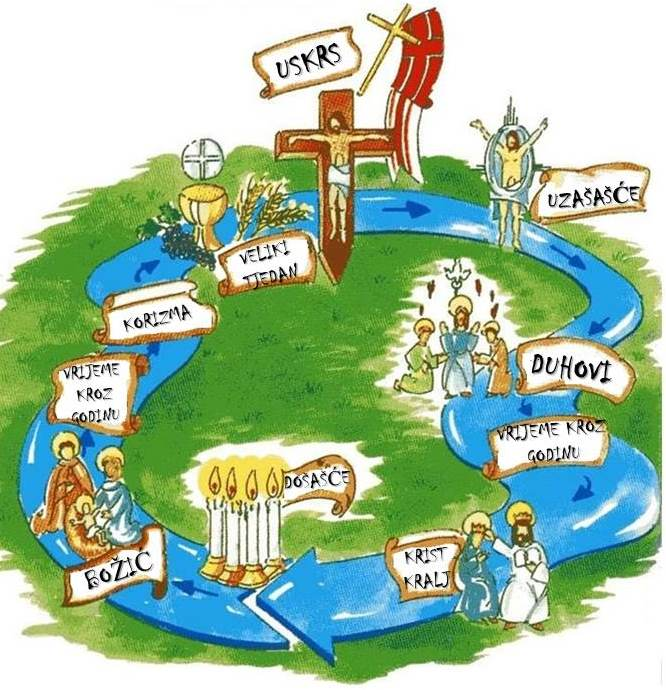 USKRS
UZAŠAŠĆE
VELIKI
TJEDAN
KORIZMA
DUHOVI
VRIJEME
KROZ
GODINU
VRIJEME KROZ
GODINU
DOŠAŠĆE
KRIST
KRALJ
BOŽIĆ